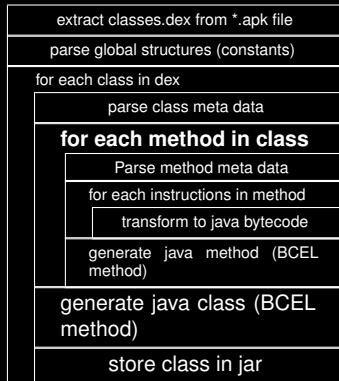 extract classes.dex from *.apk file
parse global structures (constants)
for each class in dex
parse class meta data
for each method in class
Parse method meta data
for each instructions in method
transform to java bytecode
generate java method (BCEL
method)
generate java class (BCEL
method)
store class in jar